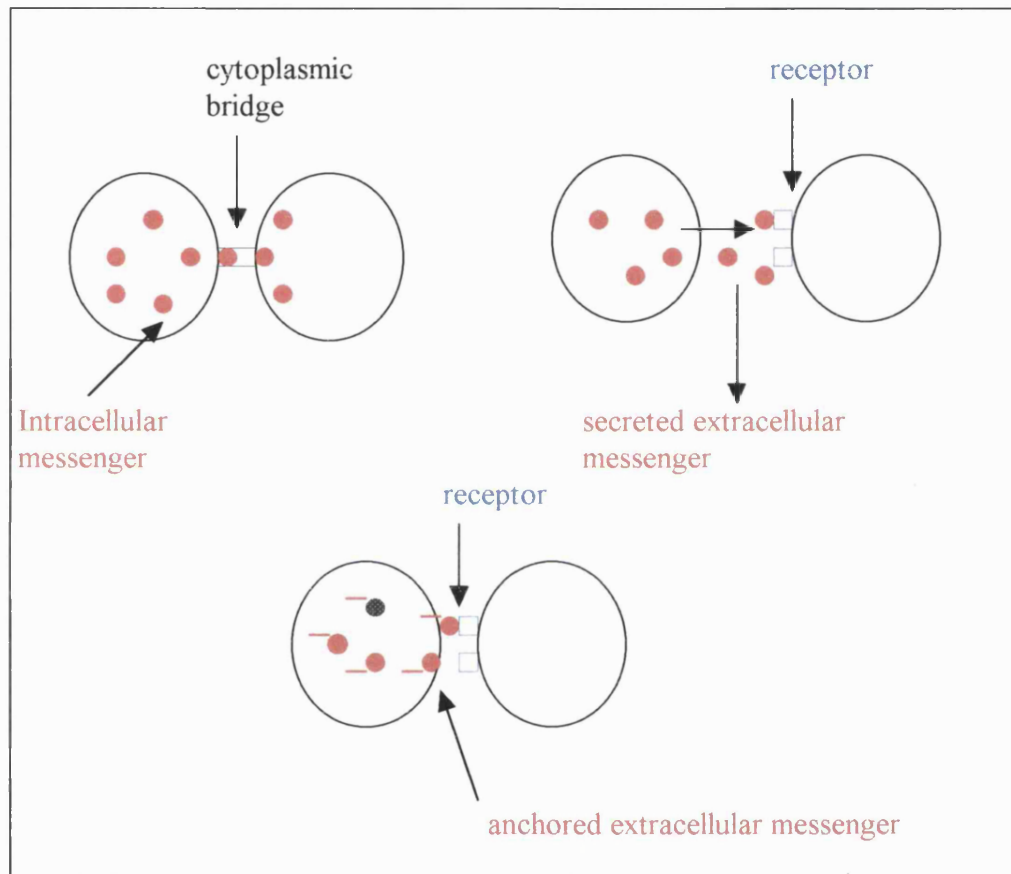 cytoplasmic
bridge
receptor
Intracellular
messenger
secreted extracellular
messenger
receptor
anchored extracellular messenger